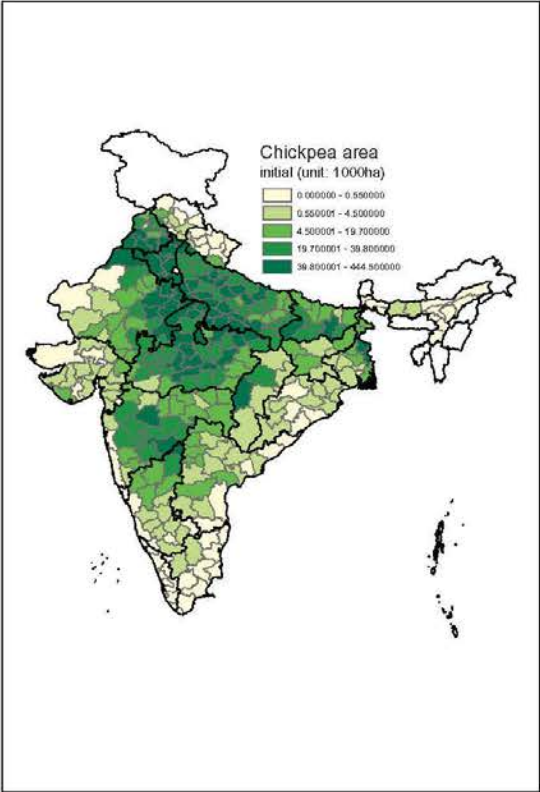 Chickpea area
initial (unit: 1000ha)
0.000000 - 0.550000
0.550001 - 4.500000
4.500001 - 19.700000
19.700001 - 39.800000
39.800001 - 444.500000